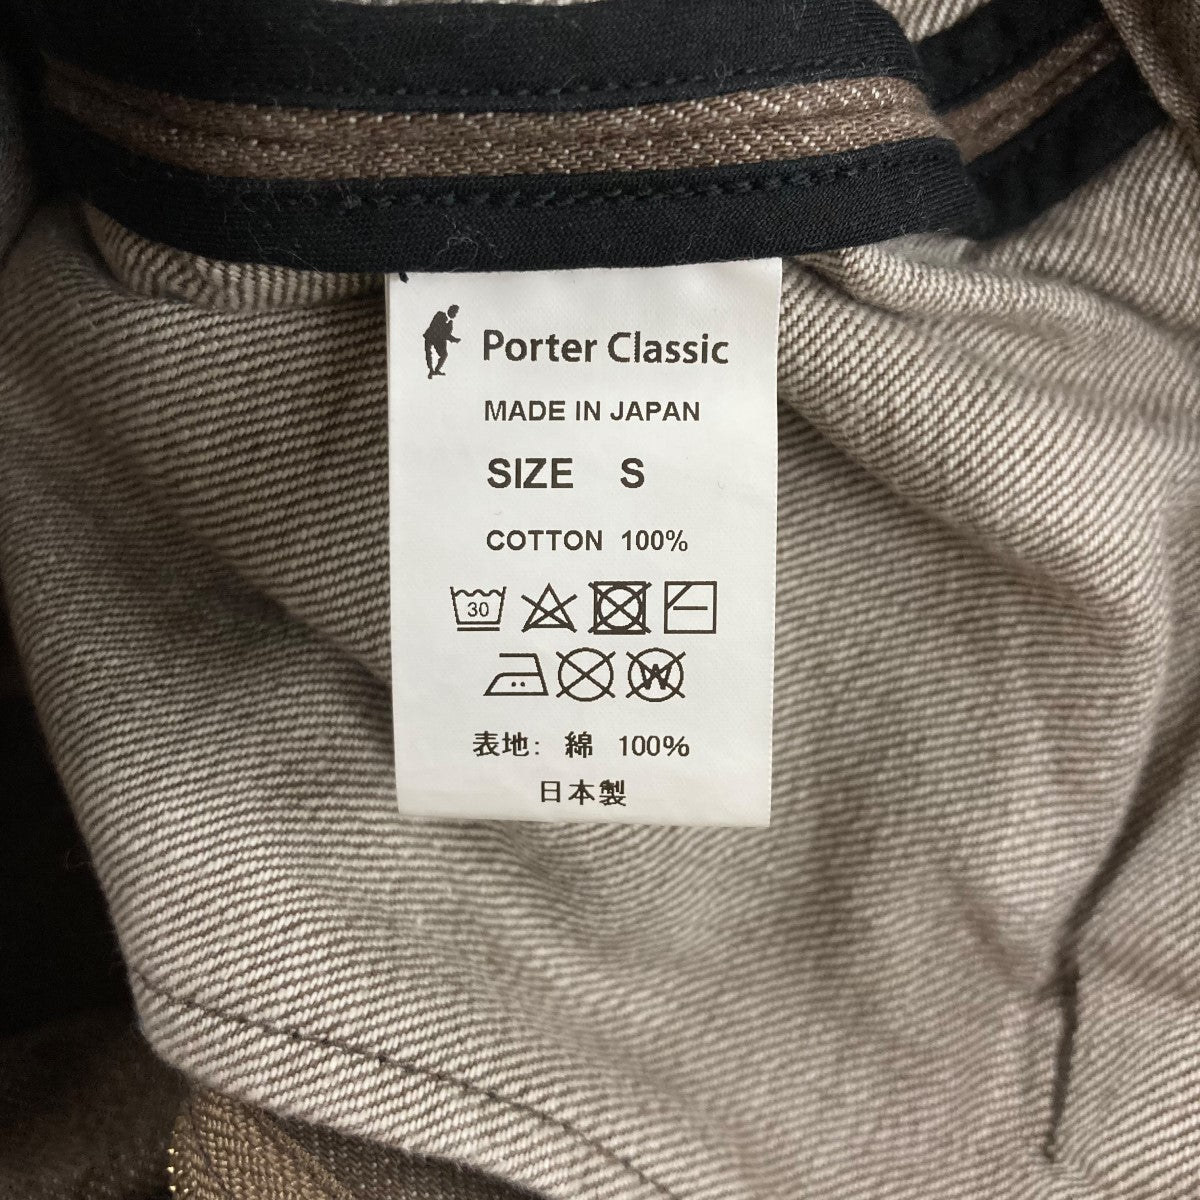 Porter Classic
MADE IN JAPAN
SIZE S
COTTON 100%
30
W
表地: 綿 100%
日本製